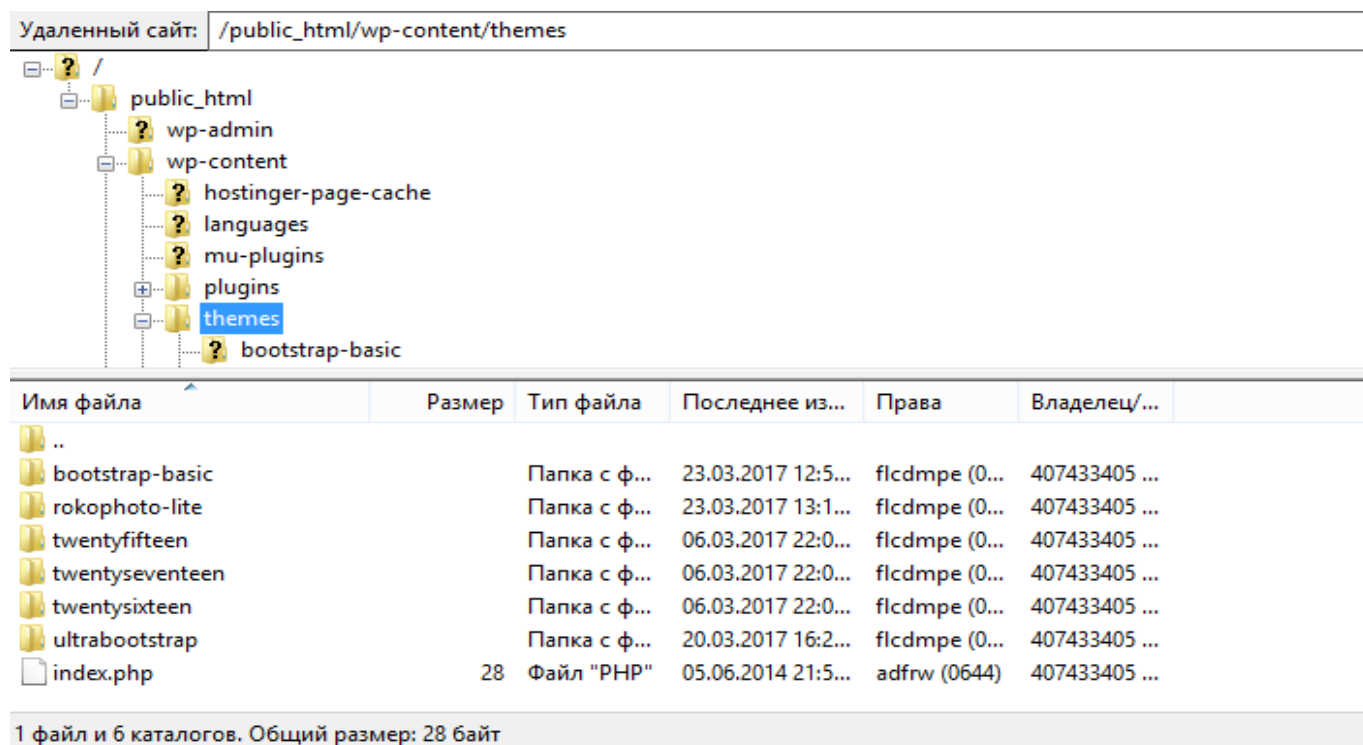 Удаленный сайт: /public_html/wp-content/themes
/
public_html
wp-admin
wp-content
hostinger-page-cache
languages
mu-plugins
plugins
themes
bootstrap-basic
Имя файла Размер Тип файла Последнее из... Права Владелец/...
..
bootstrap-basic Папка с ф... 23.03.2017 12:5... flcdmpe (0... 407433405 ...
rokophoto-lite Папка с ф... 23.03.2017 13:1... flcdmpe (0... 407433405 ...
twentyfifteen Папка с ф... 06.03.2017 22:0... flcdmpe (0... 407433405 ...
twentyseventeen Папка с ф... 06.03.2017 22:0... flcdmpe (0... 407433405 ...
twentysixteen Папка с ф... 06.03.2017 22:0... flcdmpe (0... 407433405 ...
ultrabootstrap Папка с ф... 20.03.2017 16:2... flcdmpe (0... 407433405 ...
index.php 28 Файл "PHP" 05.06.2014 21:5... adfrw (0644) 407433405 ...
1 файл и 6 каталогов. Общий размер: 28 байт